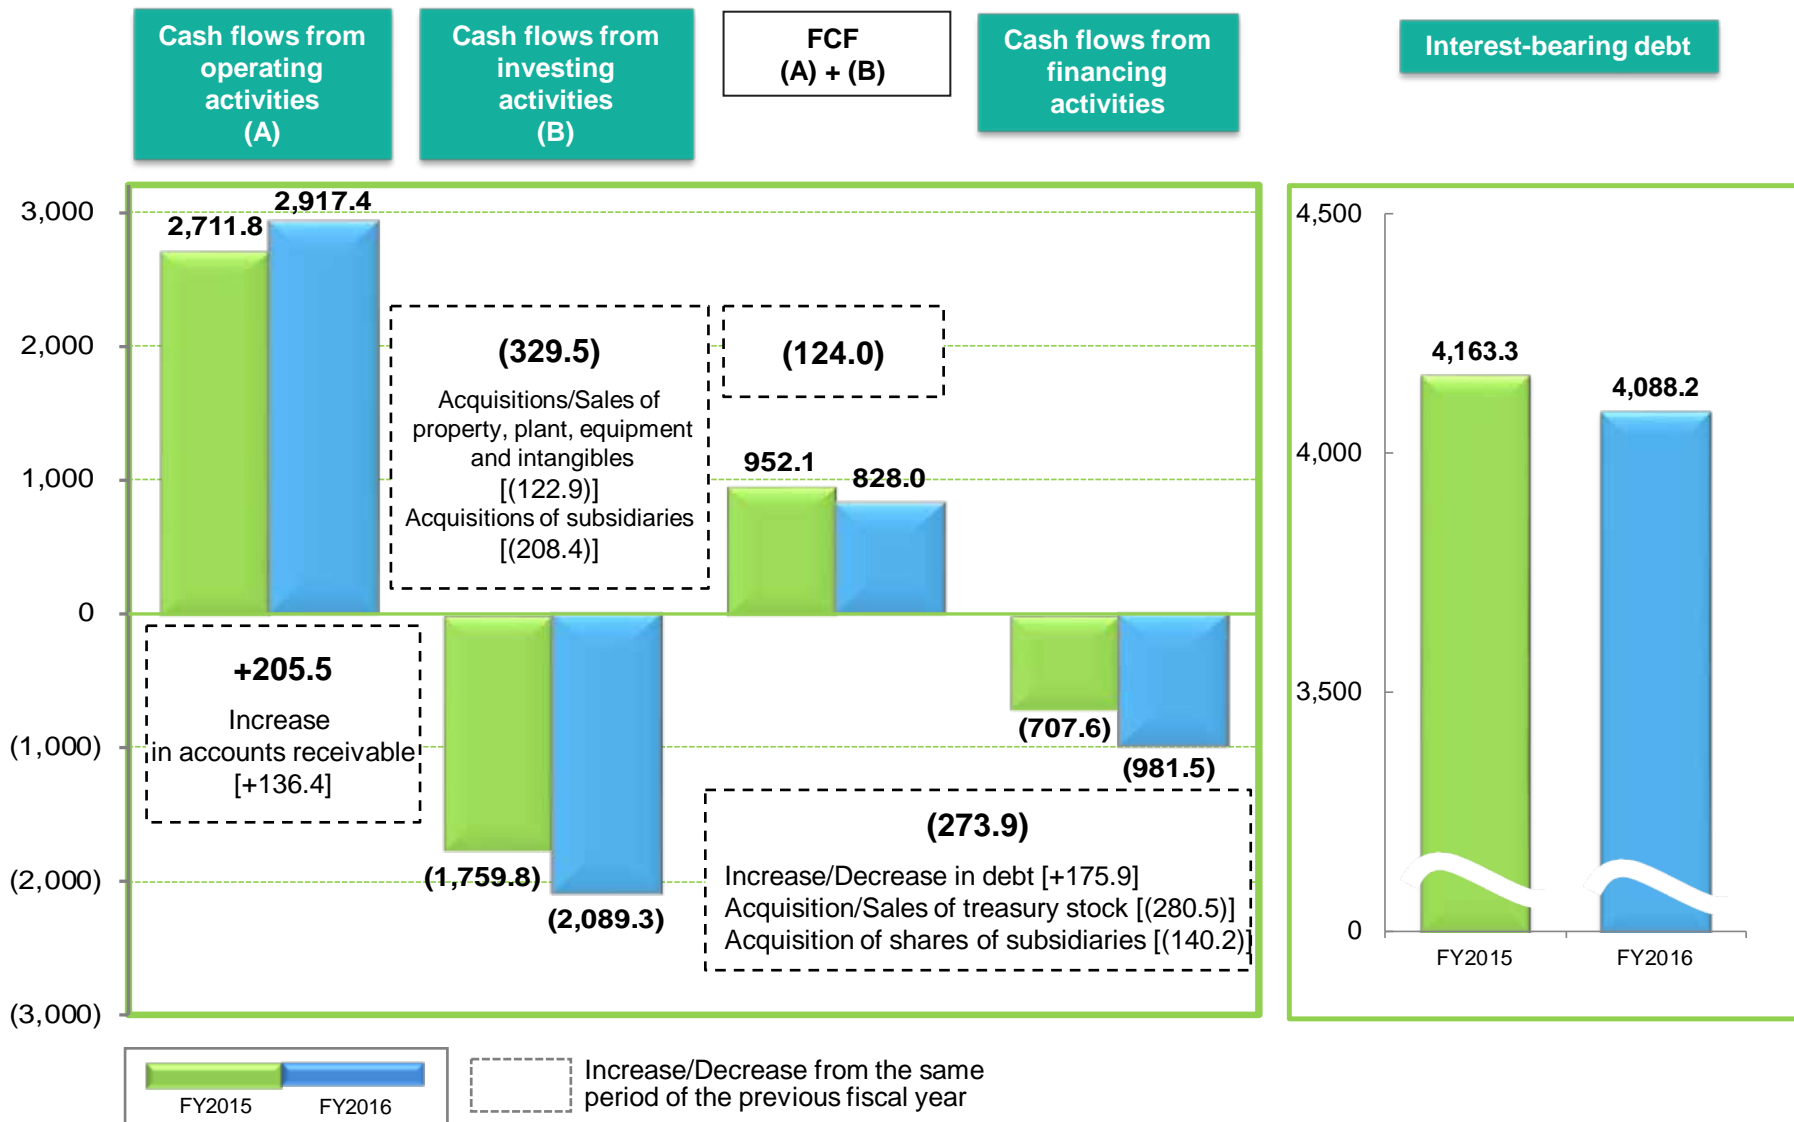 Cash flows from
operating
activities
(A)
Cash flows from
investing
activities
(B)
FCF
(A) + (B)
Cash flows from
financing
activities
Interest-bearing debt
3,000
2,000
1,000
0
(1,000)
(2,000)
(3,000)
2,711.8
2,917.4
+205.5
Increase
in accounts receivable
[+136.4]
(329.5)
Acquisitions/Sales of
property, plant, equipment
and intangibles
[(122.9)]
Acquisitions of subsidiaries
[(208.4)]
(1,759.8)
(2,089.3)
(124.0)
952.1
828.0
(707.6)
(981.5)
(273.9)
Increase/Decrease in debt [+175.9]
Acquisition/Sales of treasury stock [(280.5)]
Acquisition of shares of subsidiaries [(140.2)]
4,500
4,000
3,500
0
4,163.3
4,088.2
FY2015
FY2016
FY2015
FY2016
Increase/Decrease from the same
period of the previous fiscal year